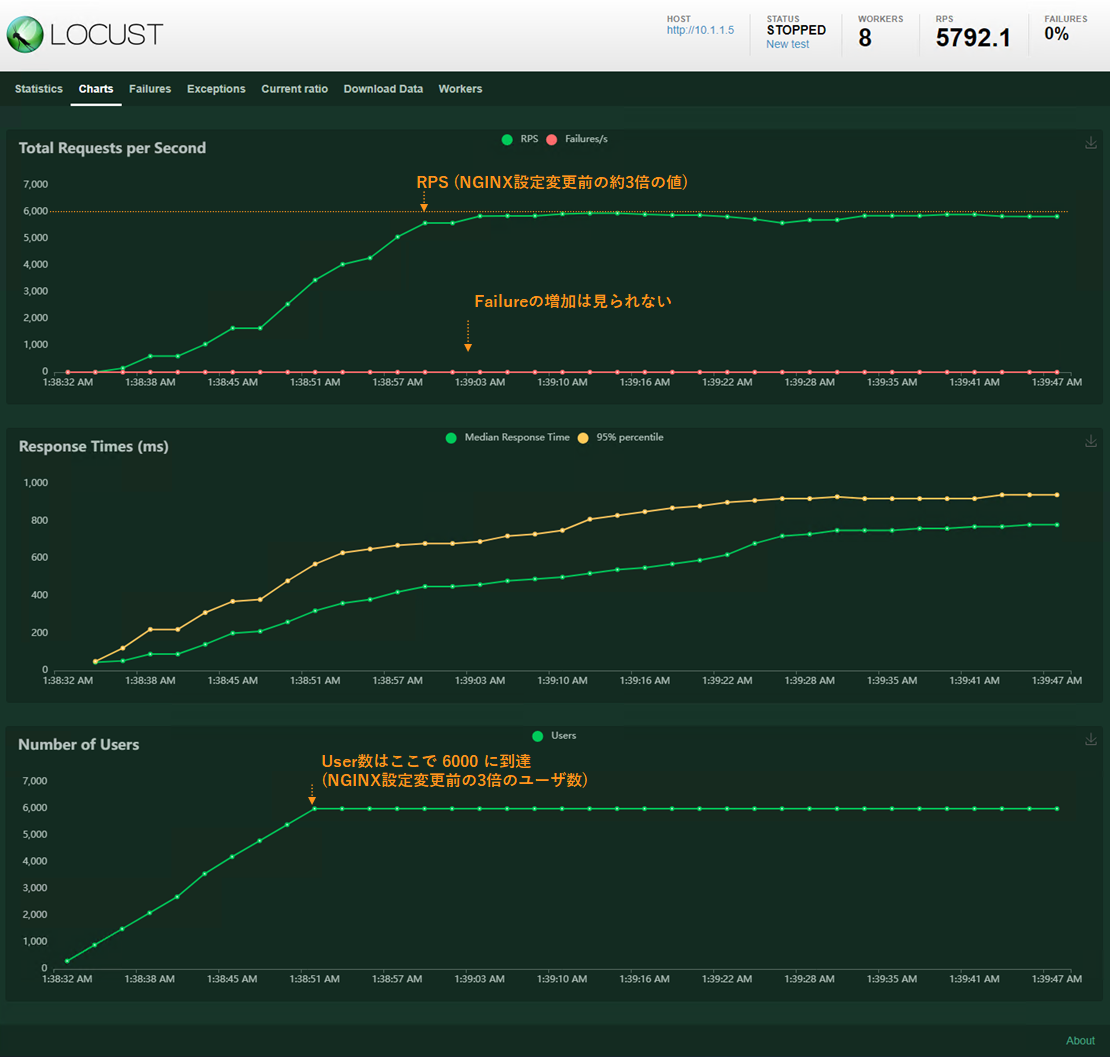 LOCUST
HOST
http://10.1.1.5
STATUS
STOPPED
New test
WORKERS
8
RPS
5792.1
FAILURES
0%
Statistics Charts Failures Exceptions Current ratio Download Data Workers
Total Requests per Second
RPS Failures/s
RPS (NGINX設定変更前の約3倍の値)
Failureの増加は見られない
7,000
6,000
5,000
4,000
3,000
2,000
1,000
0
1:38:32 AM 1:38:38 AM 1:38:45 AM 1:38:51 AM 1:38:57 AM 1:39:03 AM 1:39:10 AM 1:39:16 AM 1:39:22 AM 1:39:28 AM 1:39:35 AM 1:39:41 AM 1:39:47 AM
Response Times (ms)
Median Response Time 95% percentile
1,000
800
600
400
200
0
1:38:32 AM 1:38:38 AM 1:38:45 AM 1:38:51 AM 1:38:57 AM 1:39:03 AM 1:39:10 AM 1:39:16 AM 1:39:22 AM 1:39:28 AM 1:39:35 AM 1:39:41 AM 1:39:47 AM
Number of Users
Users
User数はここで 6000 に到達
(NGINX設定変更前の3倍のユーザ数)
7,000
6,000
5,000
4,000
3,000
2,000
1,000
0
1:38:32 AM 1:38:38 AM 1:38:45 AM 1:38:51 AM 1:38:57 AM 1:39:03 AM 1:39:10 AM 1:39:16 AM 1:39:22 AM 1:39:28 AM 1:39:35 AM 1:39:41 AM 1:39:47 AM
About